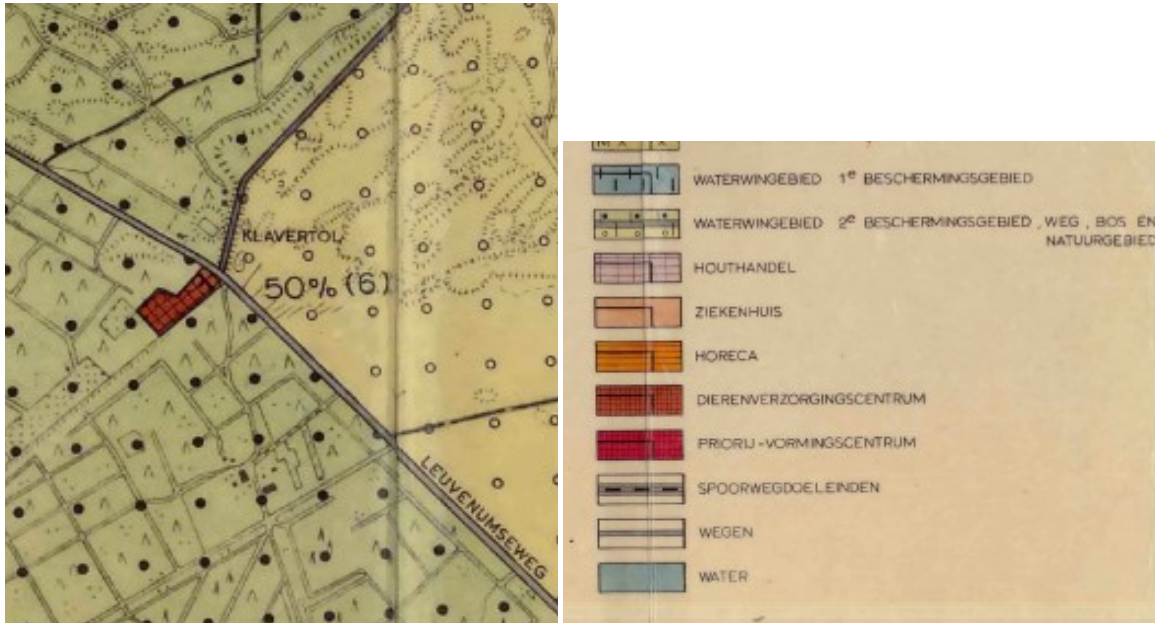 KLAVERTOL
50% (6)
LEUVENUMSEWEG
WATERWINGEBIED 1e BESCHERMINGSGEBIED
WATERWINGEBIED 2e BESCHERMINGSGEBIED, WEG, BOS EN
NATUURGEBIED
HOUTHANDEL
ZIEKENHUIS
HORECA
DIERENVERZORGINGSCENTRUM
PRIORIJ-VORMINGSCENTRUM
SPOORWEGDOELEINDEN
WEGEN
WATER